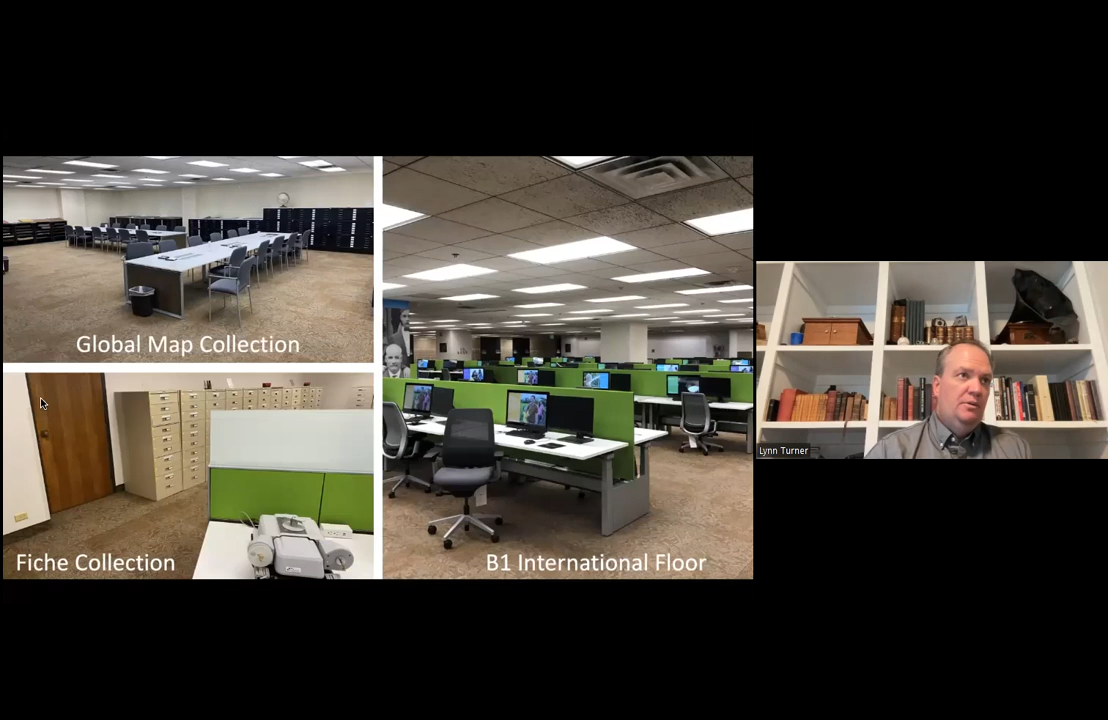 Global Map Collection
Fiche Collection
B1 International Floor
Lynn Turner